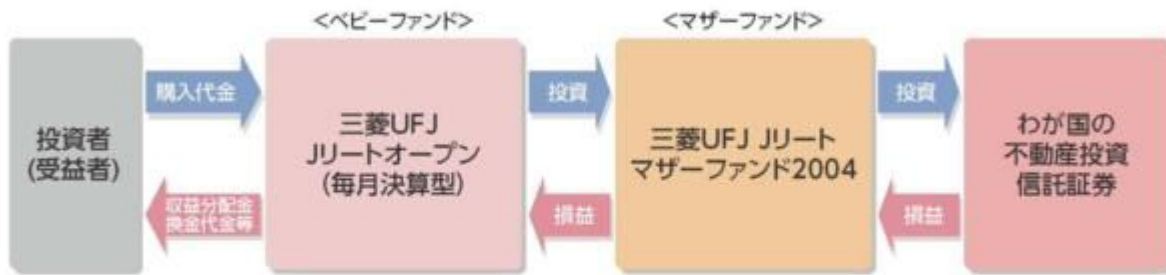 <ベビーファンド>
<マザーファンド>
投資者
(受益者)
購入代金
収益分配金
換金代金等
三菱UFJ
Jリートオープン
(毎月決算型)
投資
損益
三菱UFJ Jリート
マザーファンド2004
投資
損益
わが国の
不動産投資
信託証券